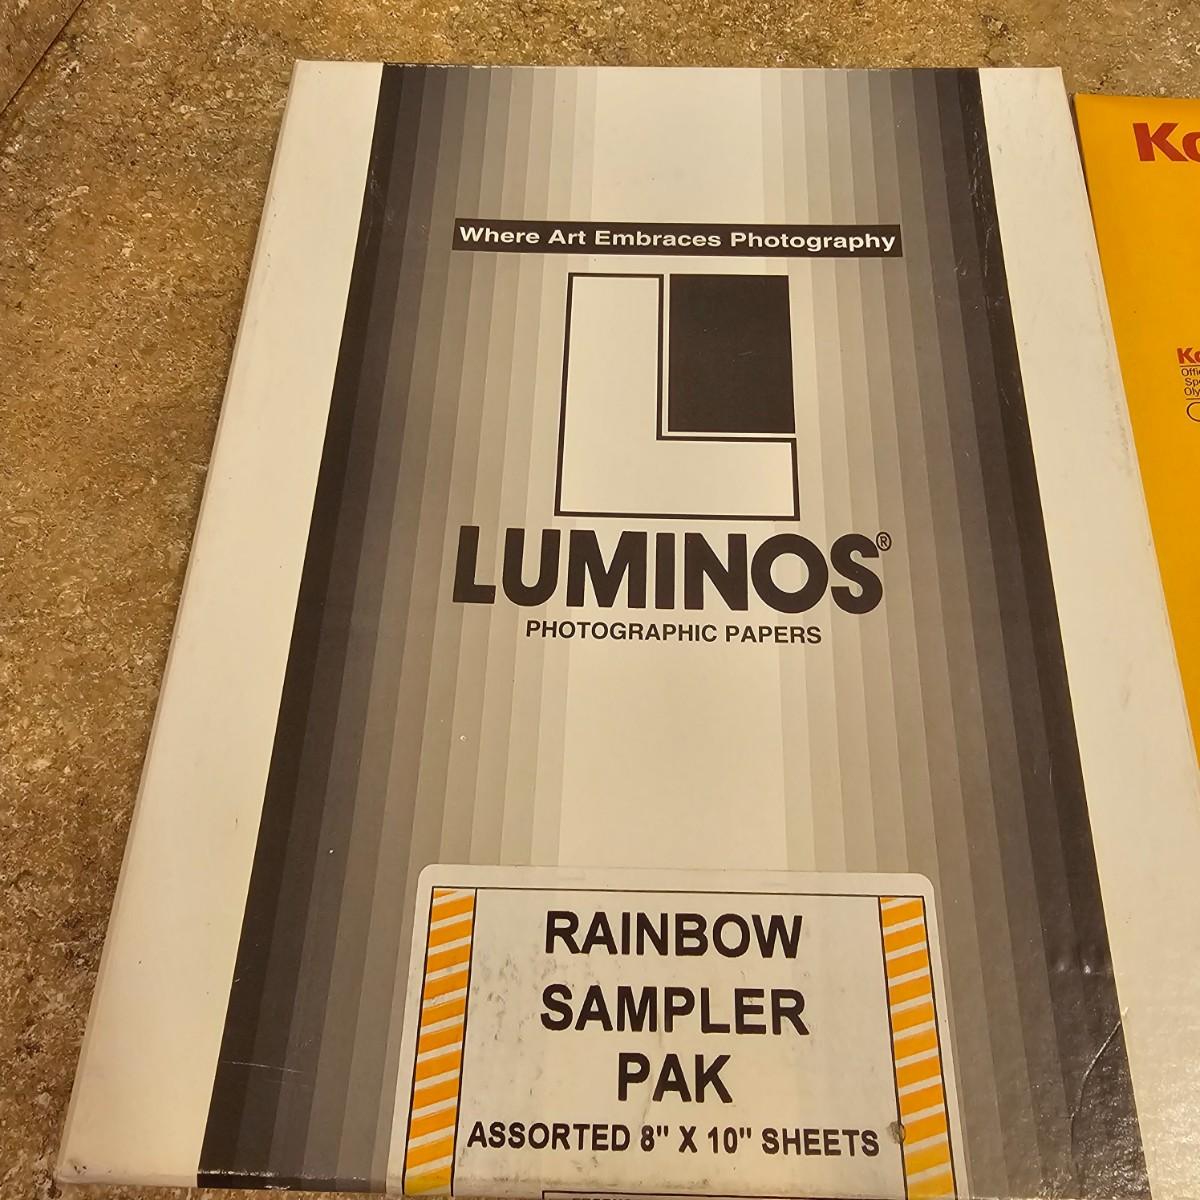 Where Art Embraces Photography
LUMINOS®
PHOTOGRAPHIC PAPERS
RAINBOW
SAMPLER
PAK
ASSORTED 8" X 10" SHEETS